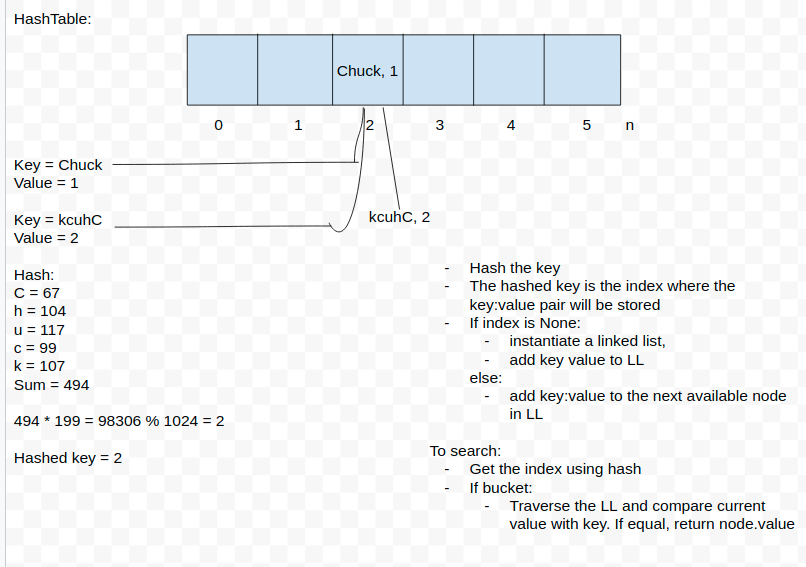 HashTable:
Chuck, 1
0 1 2 3 4 5 n
Key = Chuck
Value = 1
Key = kcuhC
Value = 2
kcuhC, 2
Hash:
C = 67
h = 104
u = 117
c = 99
k = 107
Sum = 494
494 * 199 = 98306 % 1024 = 2
Hashed key = 2
- Hash the key
- The hashed key is the index where the
key:value pair will be stored
- If index is None:
- instantiate a linked list,
- add key value to LL
else:
- add key:value to the next available node
in LL
To search:
- Get the index using hash
- If bucket:
- Traverse the LL and compare current
value with key. If equal, return node.value